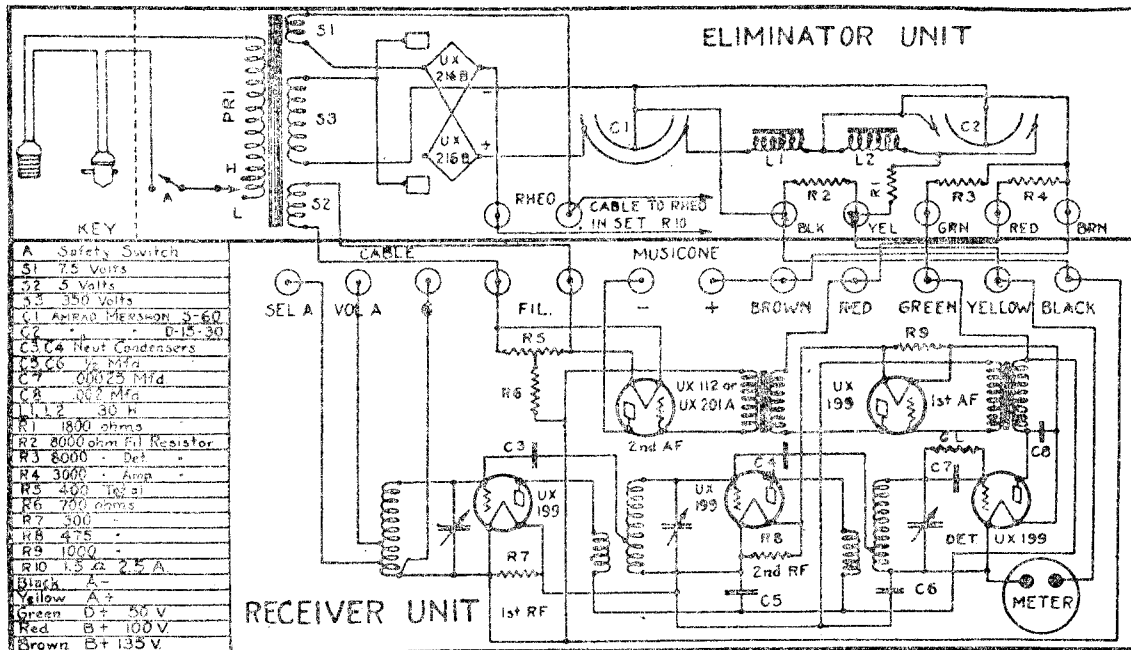 ELIMINATOR UNIT
S1
S3
S2
PRI
H
L
A
KEY
UX
216B
UX
216B
-
+
C1
C2
L1
L2
R1
R2
R3
R4
RHEO
CABLE TO RHEO
IN SET R10
BLK
YEL
GRN
RED
BRN
A Safety Switch
S1 7.5 Volts
S2 5 Volts
S3 350 Volts
C1 AMRAD MERSHON S-60
C2 " " D-15-30
C3,C4 Neut Condensers
C5,C6 1/2 Mfd
C7 .00025 Mfd
C8 .002 Mfd
L1,L2 30 H
R1 1800 ohms
R2 8000 ohm Fil Resistor
R3 8000 " Det "
R4 3000 " Amp "
R5 400 Total
R6 700 ohms
R7 300 "
R8 475 "
R9 1000 "
R10 1.5 Ω 2.5 A
Black A-
Yellow A+
Green D+ 50 V
Red B+ 100 V.
Brown B+ 135 V.
CABLE
MUSICONE
SEL A
VOL A
G
FIL.
-
+
BROWN
RED
GREEN
YELLOW
BLACK
R5
R6
UX 112 or
UX 201A
2nd AF
R9
UX
199
1st AF
C3
UX
199
R7
1st RF
C4
UX
199
R8
2nd RF
C5
C7
C8
DET
UX199
C6
METER
RECEIVER UNIT